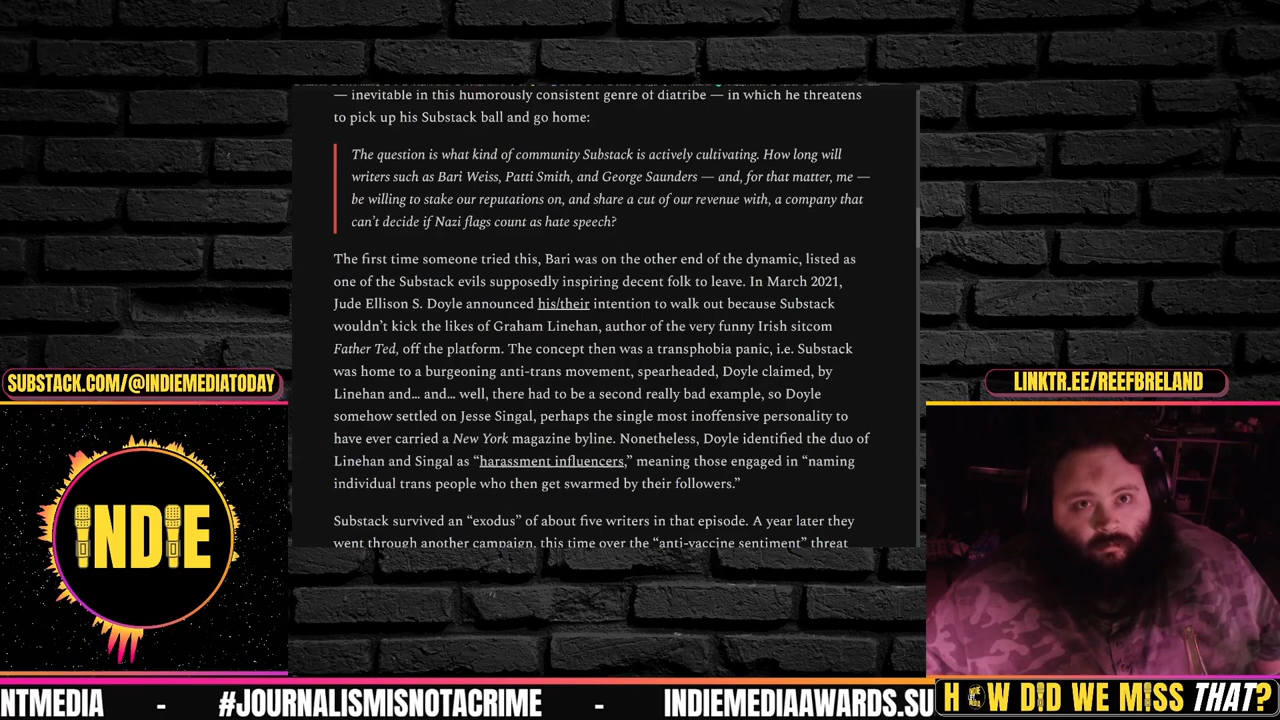 — inevitable in this humorously consistent genre of diatribe — in which he threatens
to pick up his Substack ball and go home:
The question is what kind of community Substack is actively cultivating. How long will
writers such as Bari Weiss, Patti Smith, and George Saunders — and, for that matter, me —
be willing to stake our reputations on, and share a cut of our revenue with, a company that
can’t decide if Nazi flags count as hate speech?
The first time someone tried this, Bari was on the other end of the dynamic, listed as
one of the Substack evils supposedly inspiring decent folk to leave. In March 2021,
Jude Ellison S. Doyle announced his/their intention to walk out because Substack
wouldn’t kick the likes of Graham Linehan, author of the very funny Irish sitcom
Father Ted, off the platform. The concept then was a transphobia panic, i.e. Substack
was home to a burgeoning anti-trans movement, spearheaded, Doyle claimed, by
Linehan and… and… well, there had to be a second really bad example, so Doyle
somehow settled on Jesse Singal, perhaps the single most inoffensive personality to
have ever carried a New York magazine byline. Nonetheless, Doyle identified the duo of
Linehan and Singal as “harassment influencers,” meaning those engaged in “naming
individual trans people who then get swarmed by their followers.”
Substack survived an “exodus” of about five writers in that episode. A year later they
went through another campaign, this time over the “anti-vaccine sentiment” threat
SUBSTACK.COM/@INDIEMEDIATODAY
INDIE
LINKTR.EE/REEFBRELAND
NTMEDIA - #JOURNALISMISNOTACRIME - INDIEMEDIAAWARDS.SU
HOW DID WE MISS THAT?